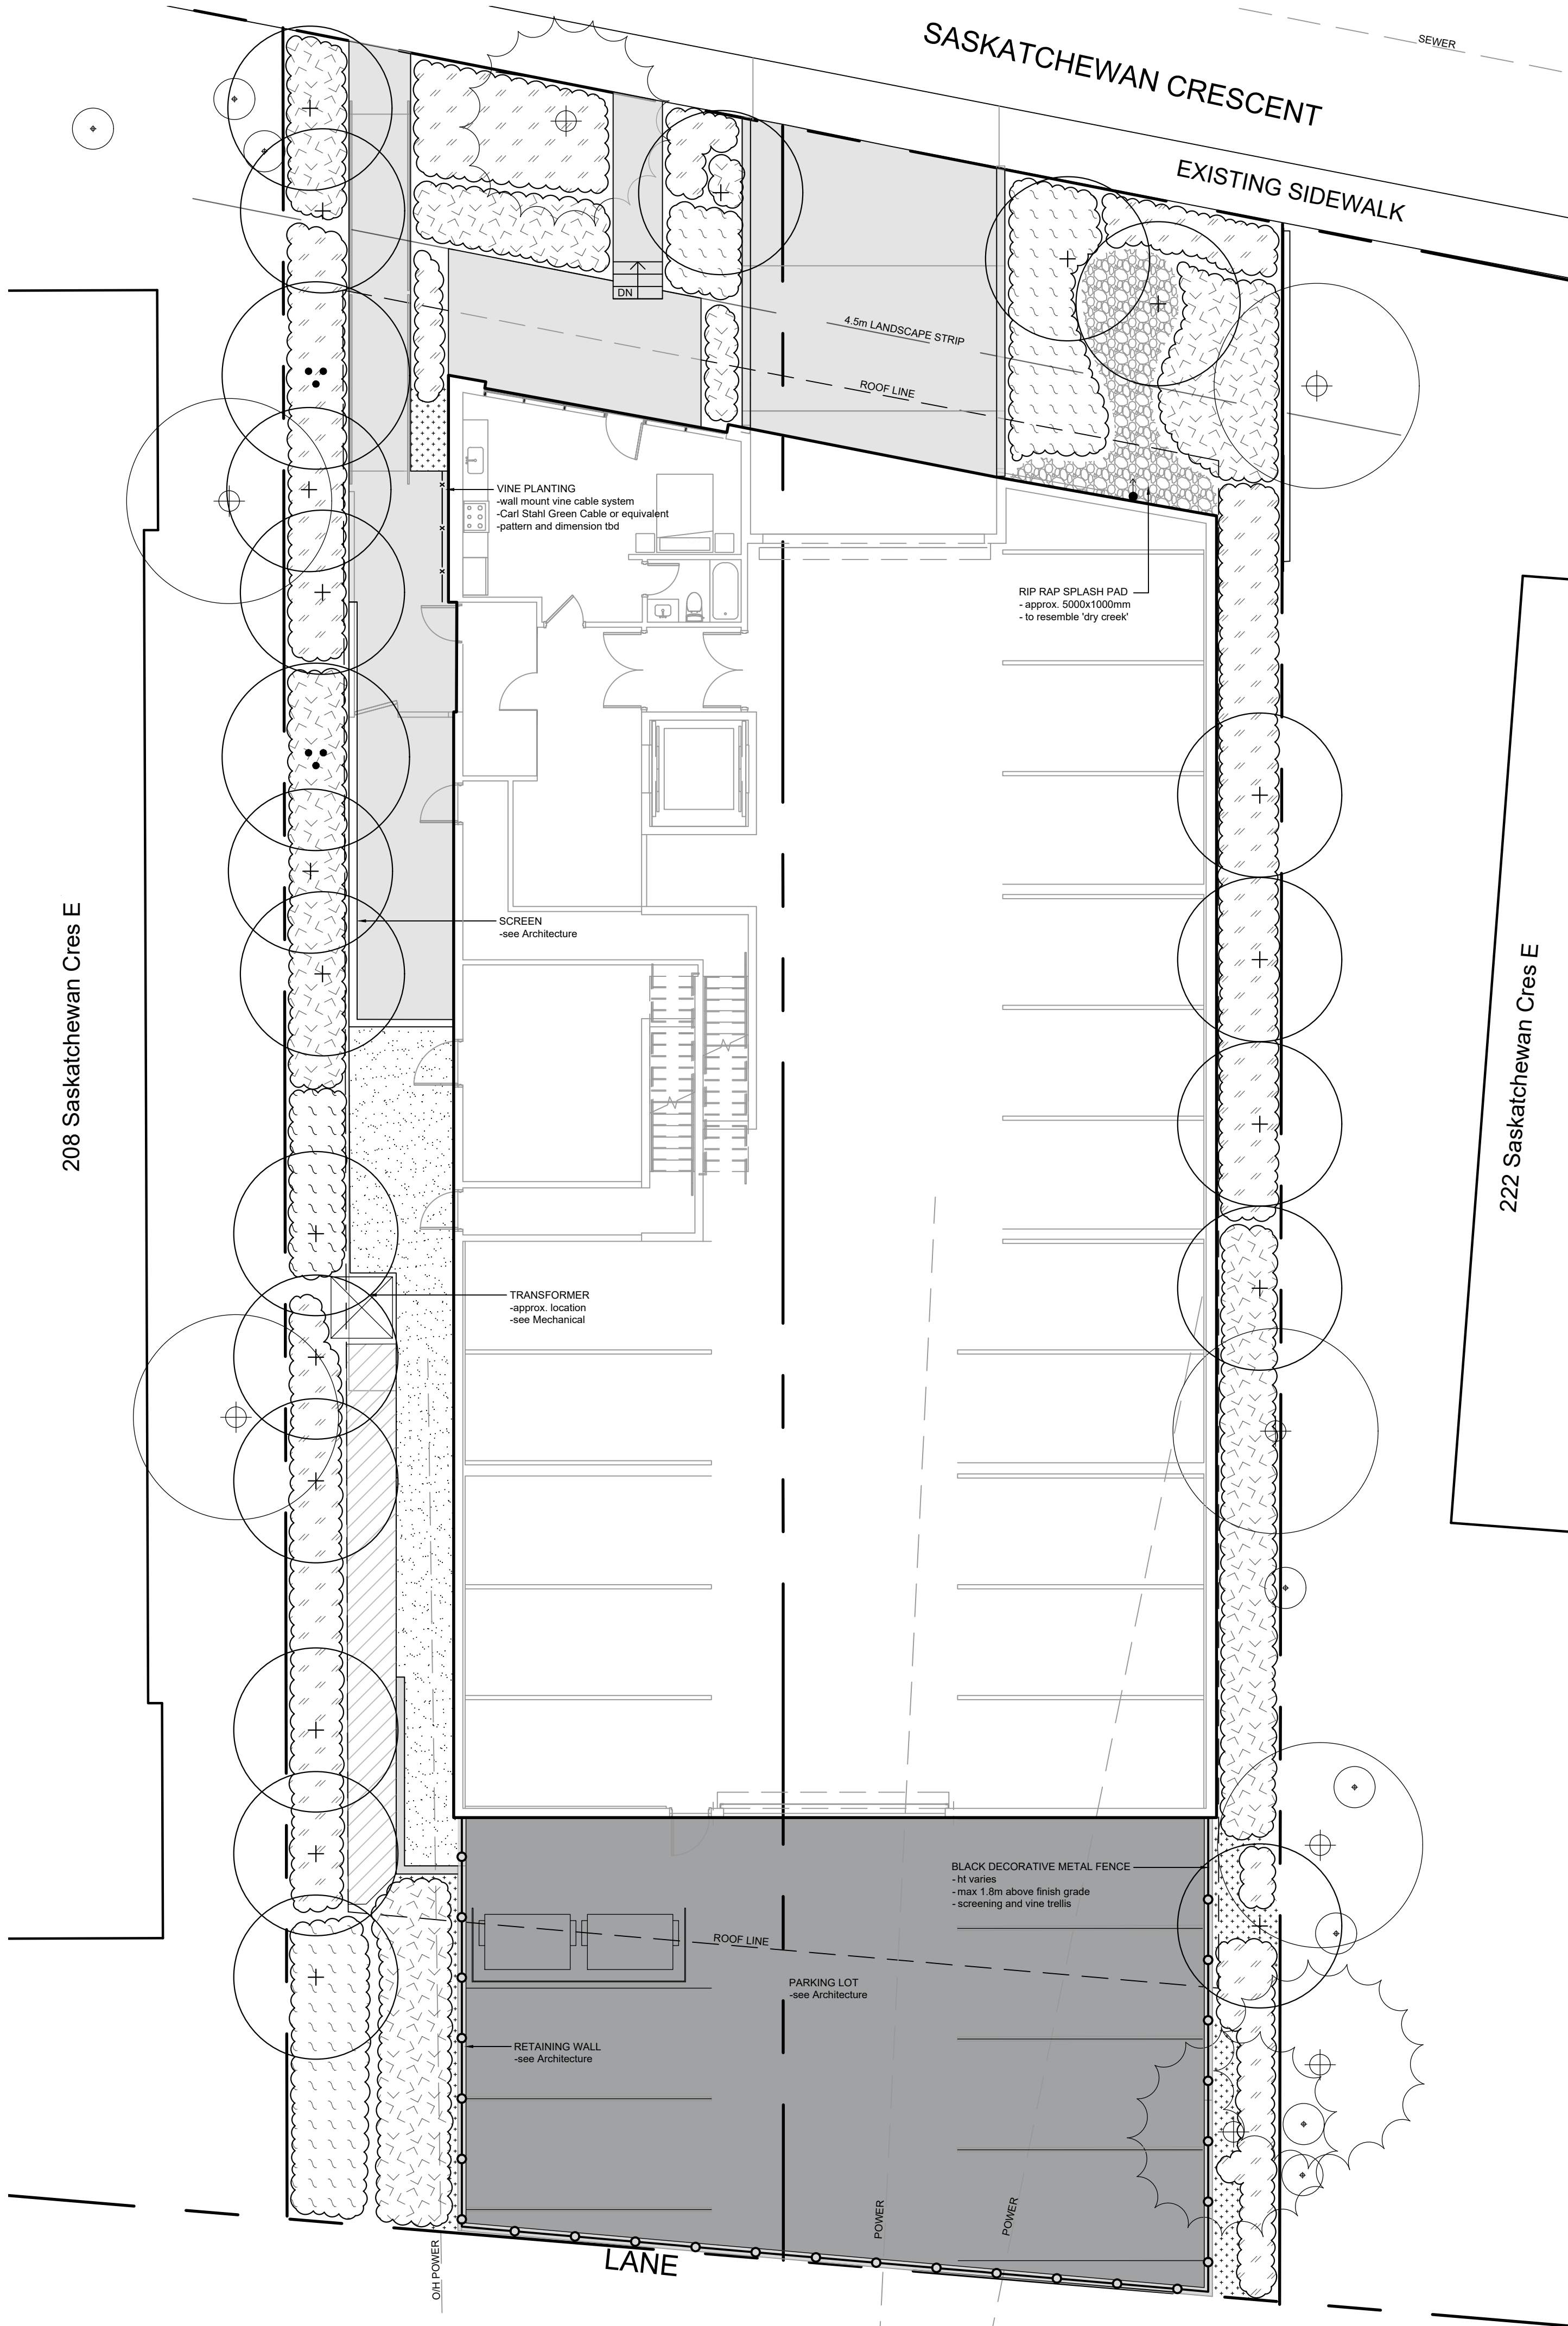 SEWER
SASKATCHEWAN CRESCENT
EXISTING SIDEWALK
DN
4.5m LANDSCAPE STRIP
ROOF LINE
VINE PLANTING
-wall mount vine cable system
-Carl Stahl Green Cable or equivalent
-pattern and dimension tbd
RIP RAP SPLASH PAD
- approx. 5000x1000mm
- to resemble 'dry creek'
208 Saskatchewan Cres E
SCREEN
-see Architecture
222 Saskatchewan Cres E
TRANSFORMER
-approx. location
-see Mechanical
BLACK DECORATIVE METAL FENCE
- ht varies
- max 1.8m above finish grade
- screening and vine trellis
ROOF LINE
PARKING LOT
-see Architecture
RETAINING WALL
-see Architecture
POWER
POWER
O/H POWER
LANE